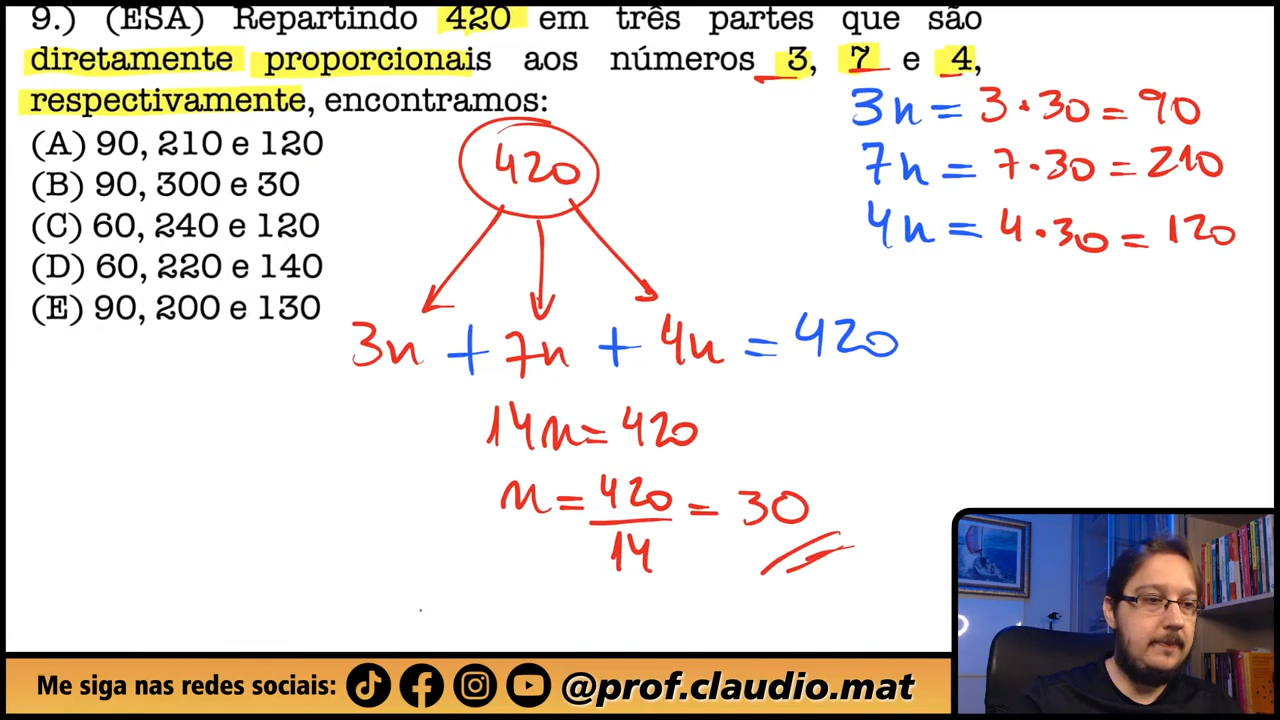 9.) (ESA) Repartindo 420 em três partes que são
diretamente proporcionais aos números 3, 7 e 4,
respectivamente, encontramos:
(A) 90, 210 e 120
(B) 90, 300 e 30
(C) 60, 240 e 120
(D) 60, 220 e 140
(E) 90, 200 e 130
420
3n + 7n + 4n = 420
14n = 420
n = 420/14 = 30
3n = 3 · 30 = 90
7n = 7 · 30 = 210
4n = 4 · 30 = 120
Me siga nas redes sociais: @prof.claudio.mat